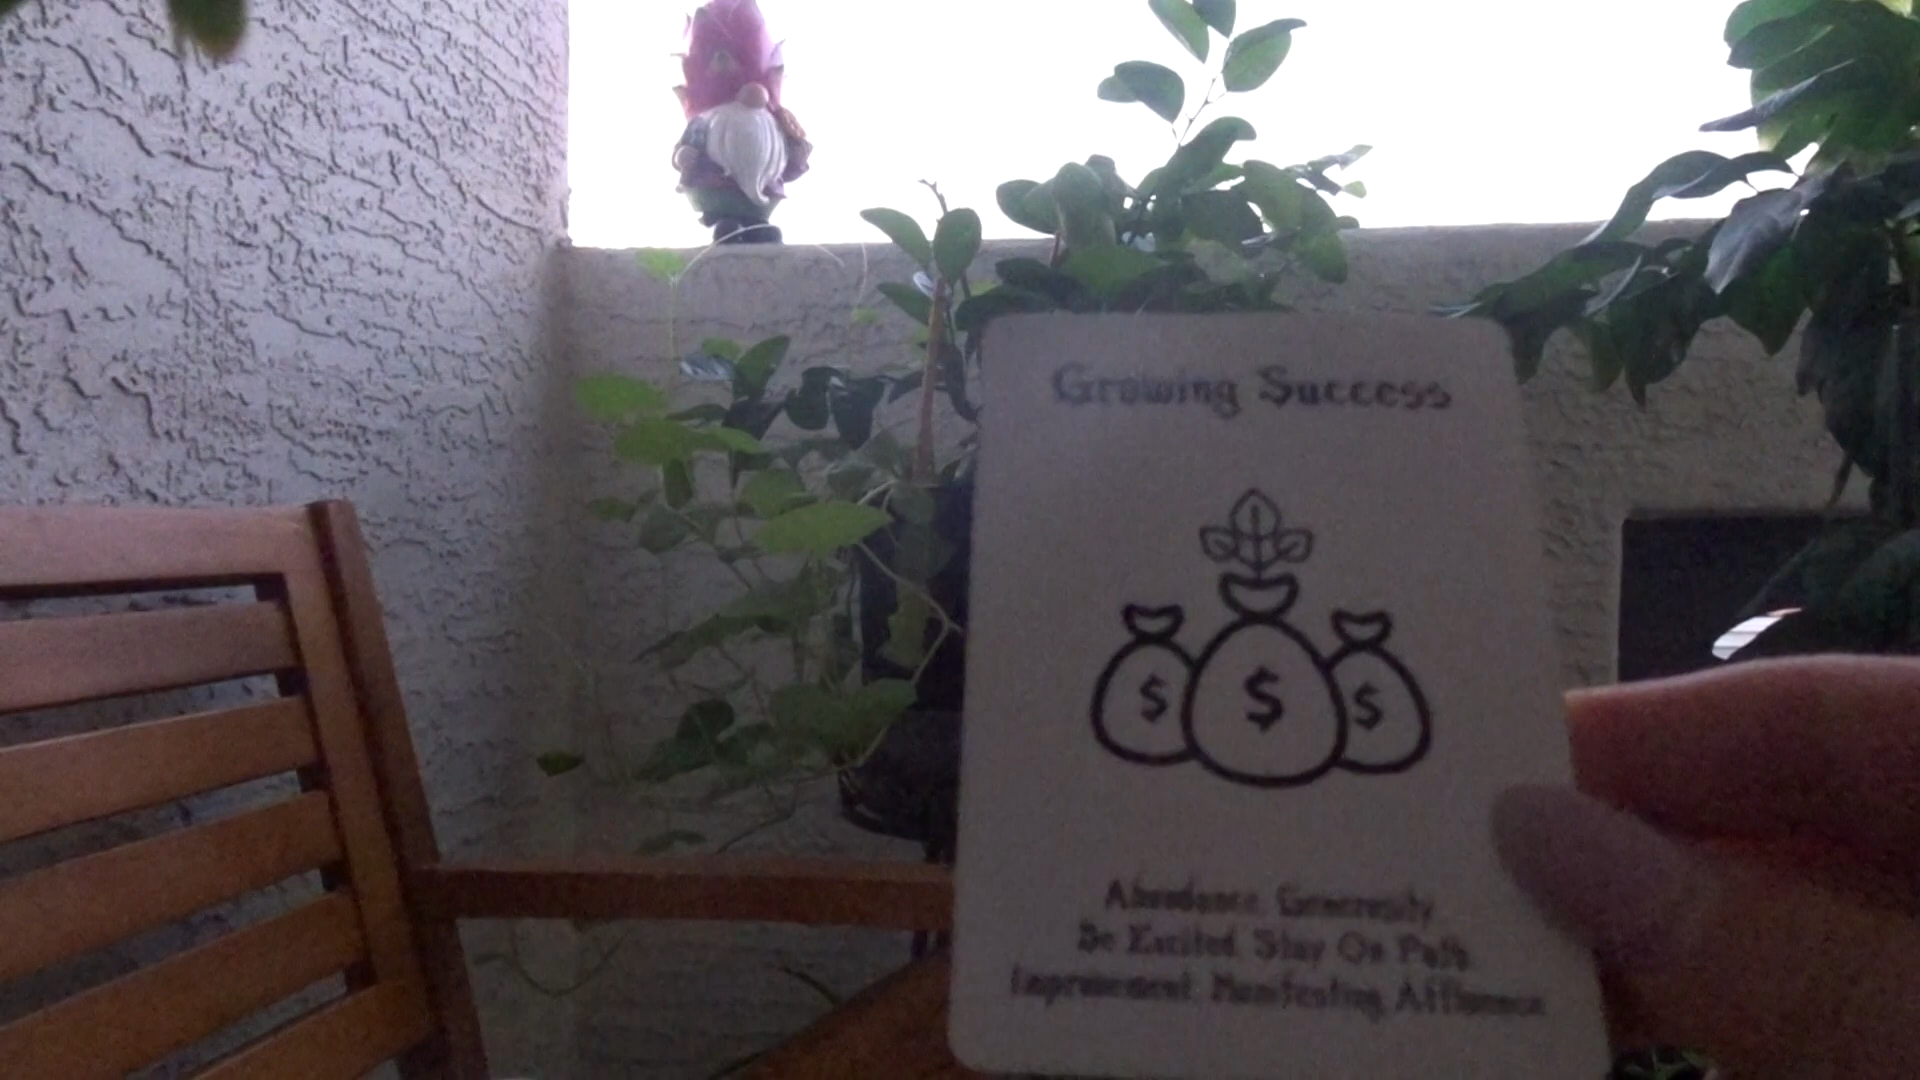 Growing Success
$ $ $
Abundance. Generosity.
Be Excited. Stay On Path.
Improvement. Manifesting. Affluence